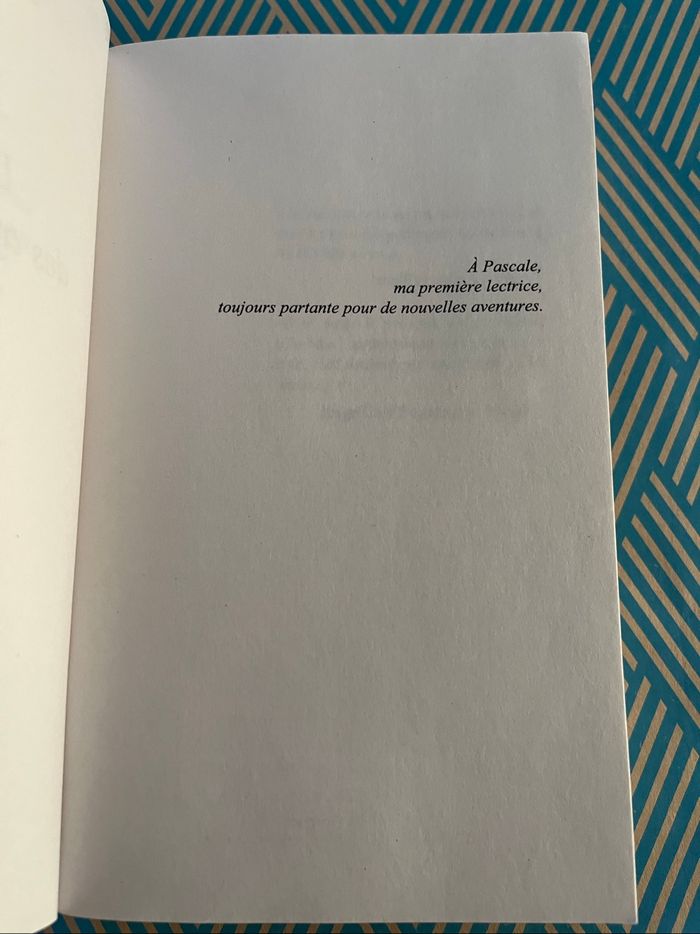 À Pascale,
ma première lectrice,
toujours partante pour de nouvelles aventures.